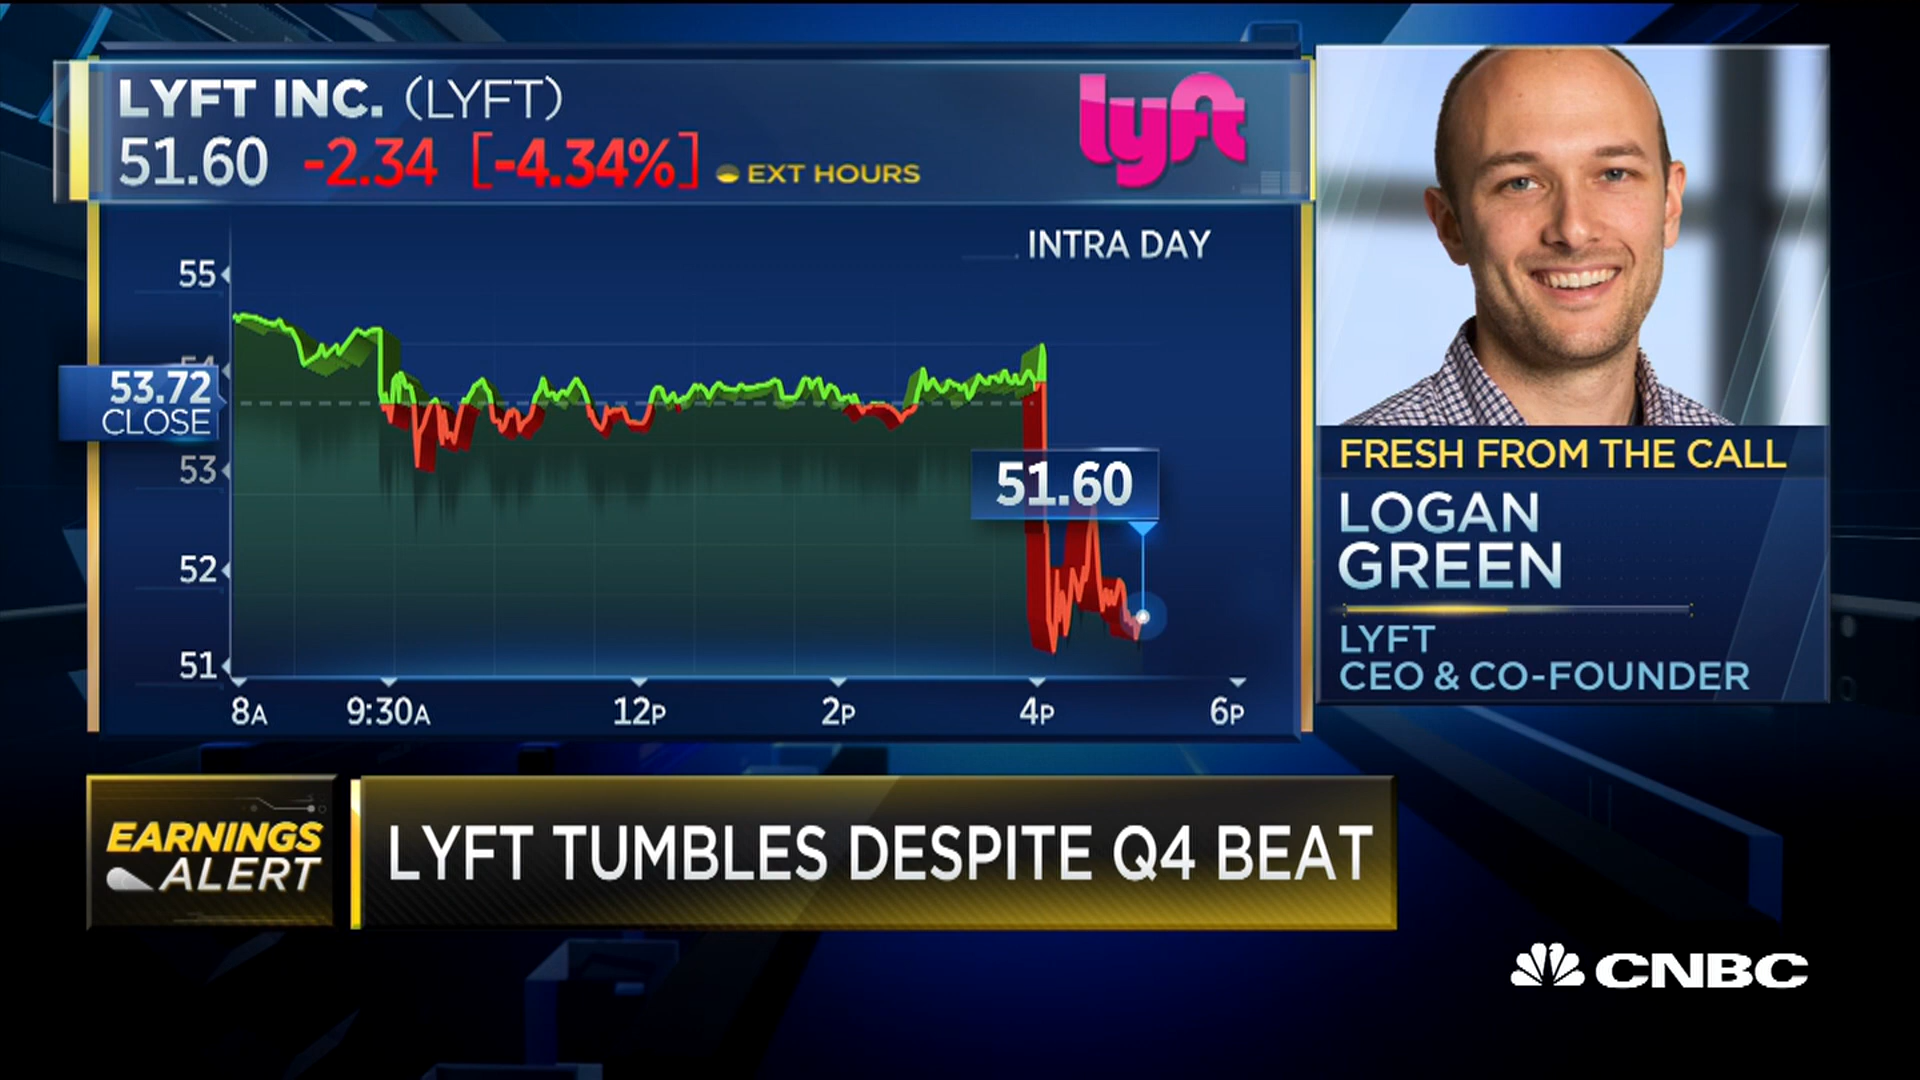 LYFT INC. (LYFT)
51.60 -2.34 [-4.34%] EXT HOURS
lyft
INTRA DAY
55
54
53.72
CLOSE
53
52
51
51.60
8A 9:30A 12P 2P 4P 6P
FRESH FROM THE CALL
LOGAN
GREEN
LYFT
CEO & CO-FOUNDER
EARNINGS
ALERT
LYFT TUMBLES DESPITE Q4 BEAT
CNBC